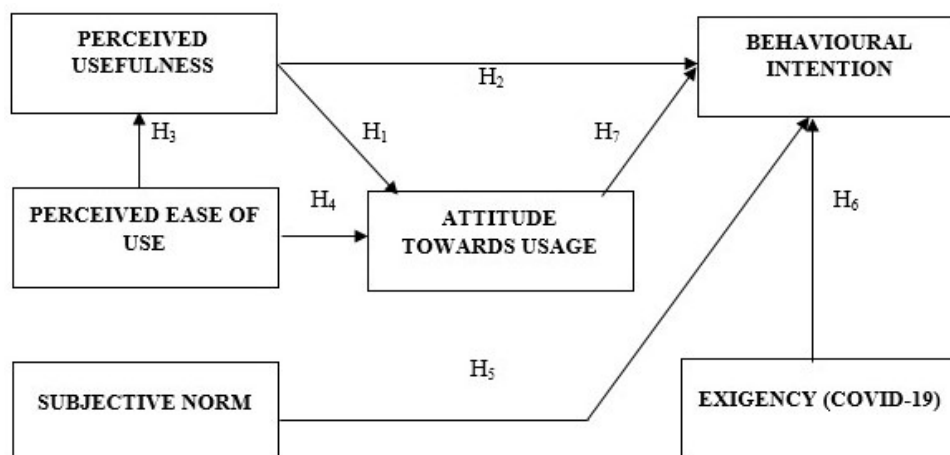 PERCEIVED
USEFULNESS
BEHAVIOURAL
INTENTION
H₂
H₃
H₁
H₇
PERCEIVED EASE OF
USE
H₄
ATTITUDE
TOWARDS USAGE
H₆
SUBJECTIVE NORM
H₅
EXIGENCY (COVID-19)